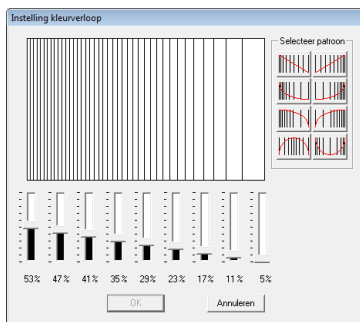 Instelling kleurverloop
Selecteer patroon
53% 47% 41% 35% 29% 23% 17% 11% 5%
OK Annuleren